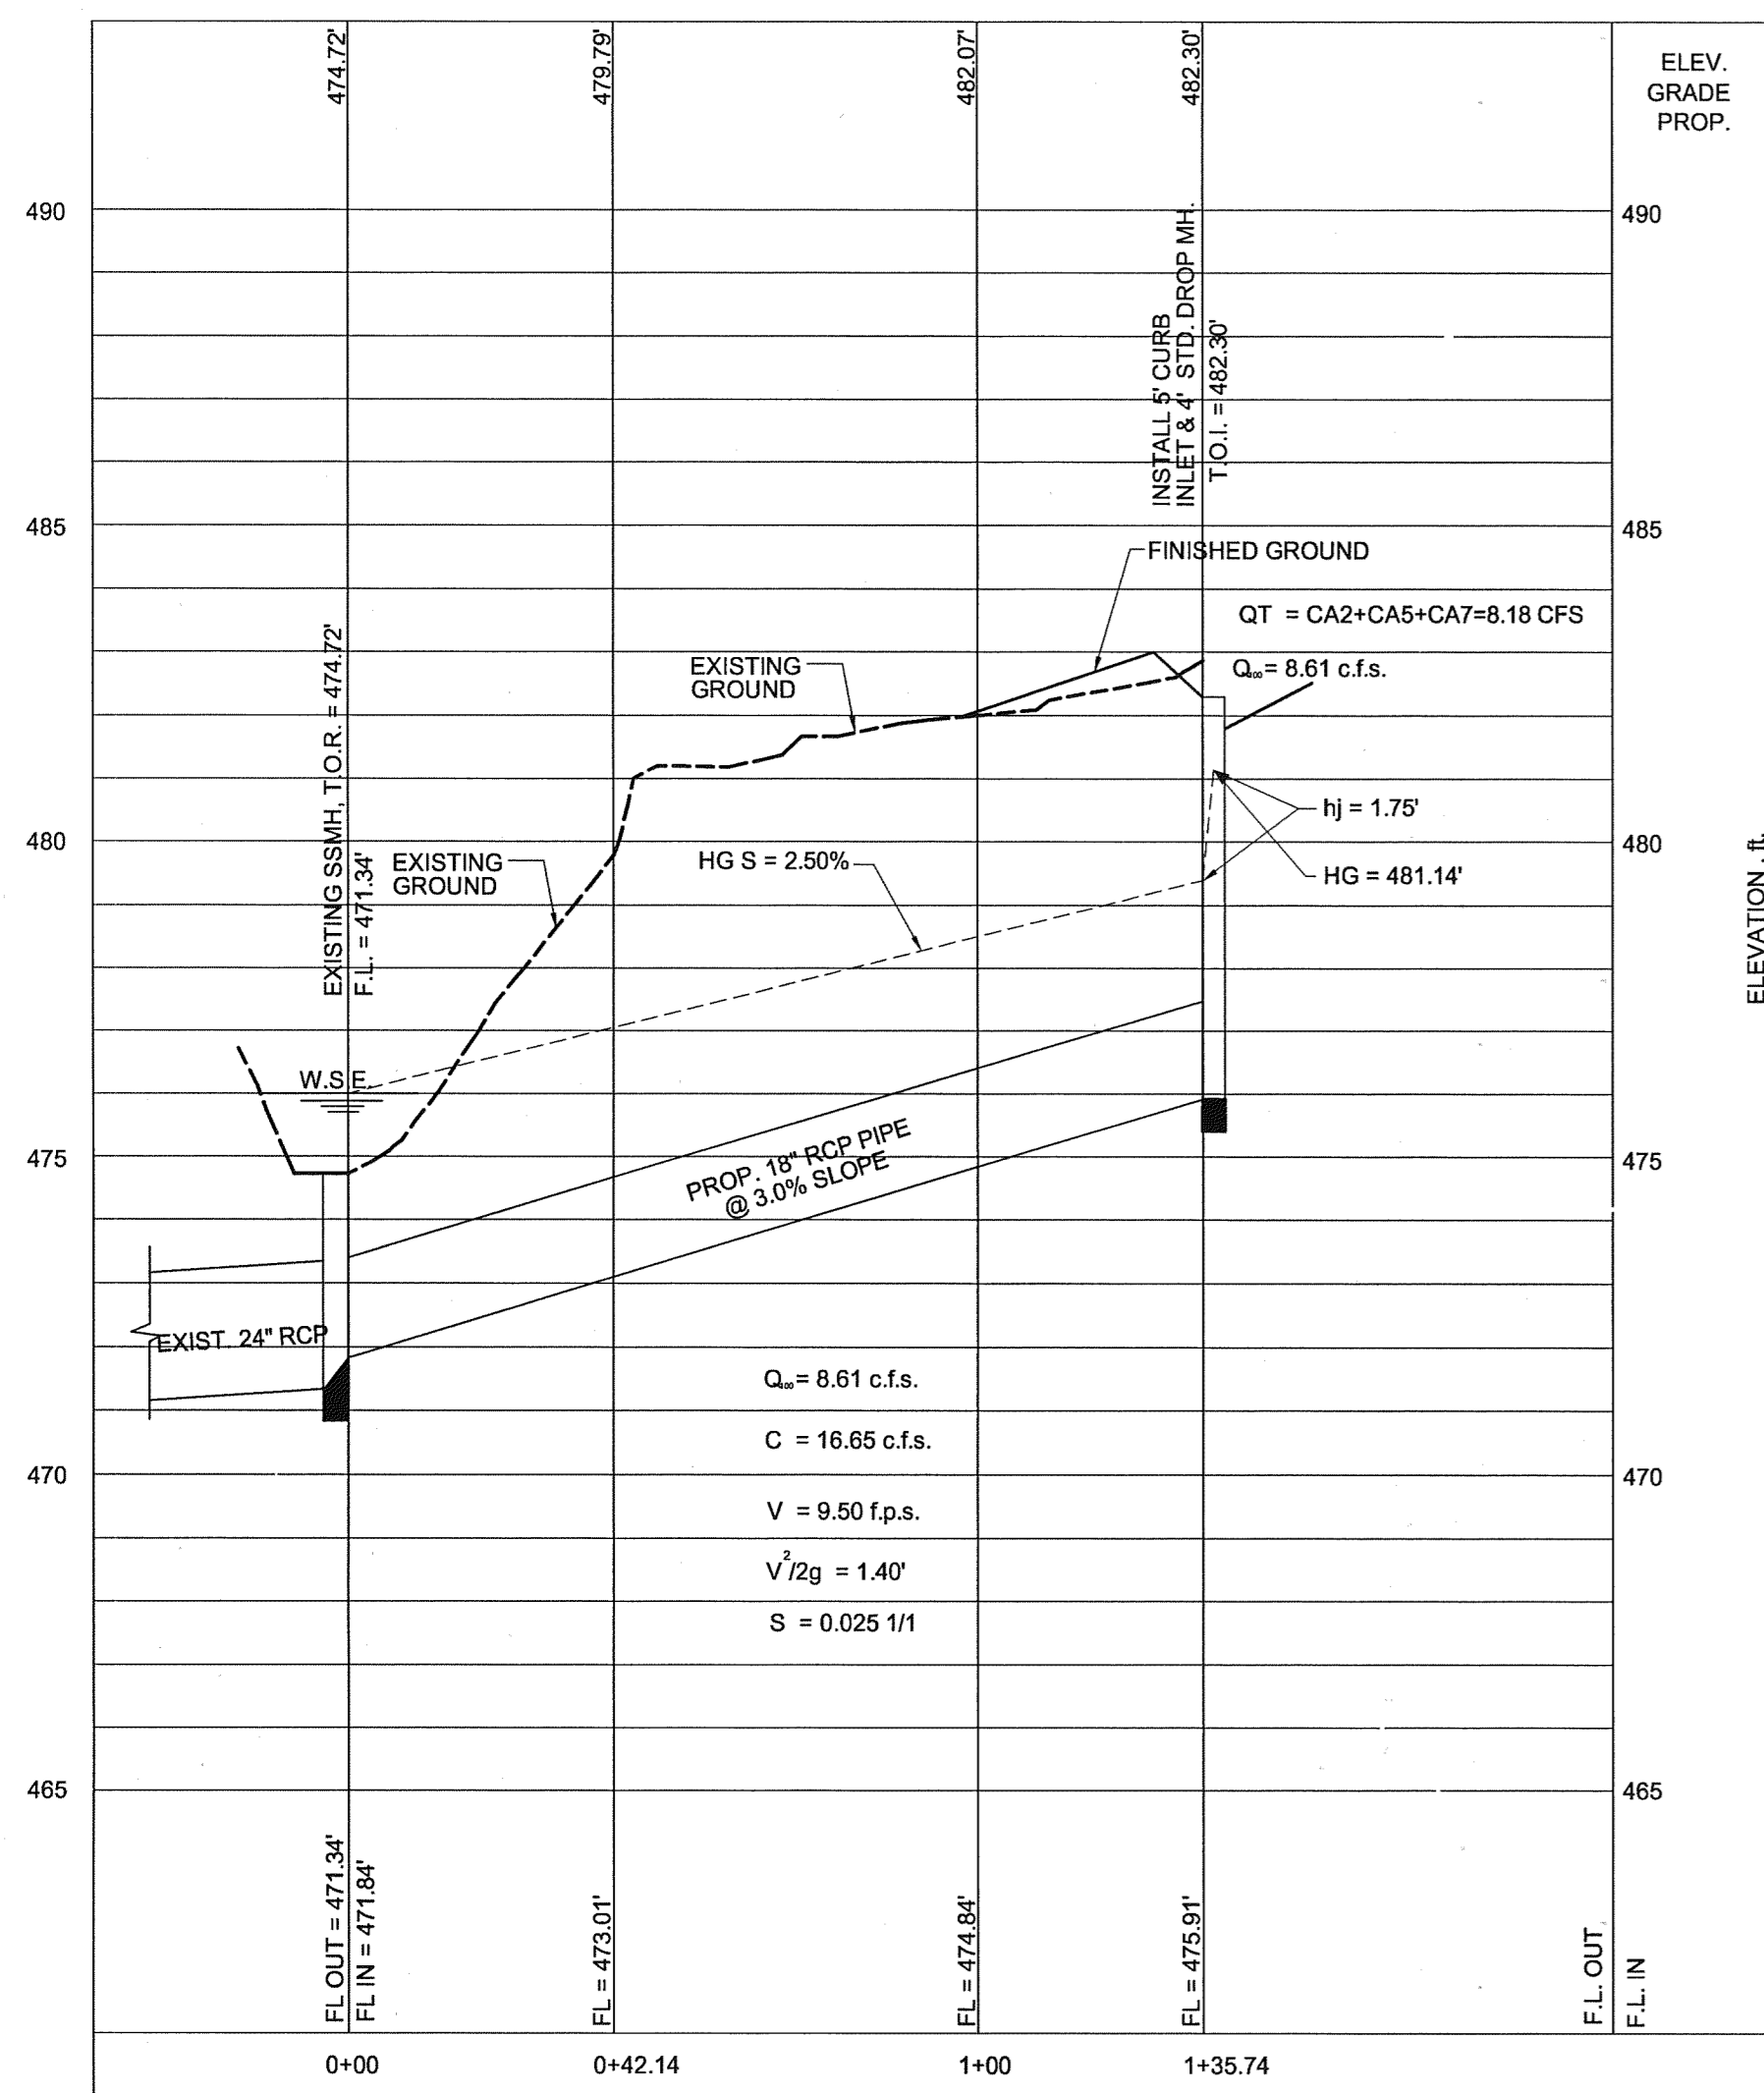 474.72'
479.79'
482.07'
482.30'
ELEV.
GRADE
PROP.
490
490
INSTALL 5' CURB
INLET & 4' STD. DROP MH.
T.O.I. = 482.30'
485
485
FINISHED GROUND
QT = CA2+CA5+CA7=8.18 CFS
Q100= 8.61 c.f.s.
EXISTING
GROUND
EXISTING SSMH, T.O.R. = 474.72'
F.L. = 471.34'
hj = 1.75'
480
480
HG S = 2.50%
EXISTING
GROUND
HG = 481.14'
ELEVATION , ft.
W.S.E.
475
475
PROP. 18" RCP PIPE
@ 3.0% SLOPE
EXIST. 24" RCP
Q100= 8.61 c.f.s.
C = 16.65 c.f.s.
470
470
V = 9.50 f.p.s.
V²/2g = 1.40'
S = 0.025 1/1
465
465
FL OUT = 471.34'
FL IN = 471.84'
FL = 473.01'
FL = 474.84'
FL = 475.91'
F.L. OUT
F.L. IN
0+00
0+42.14
1+00
1+35.74